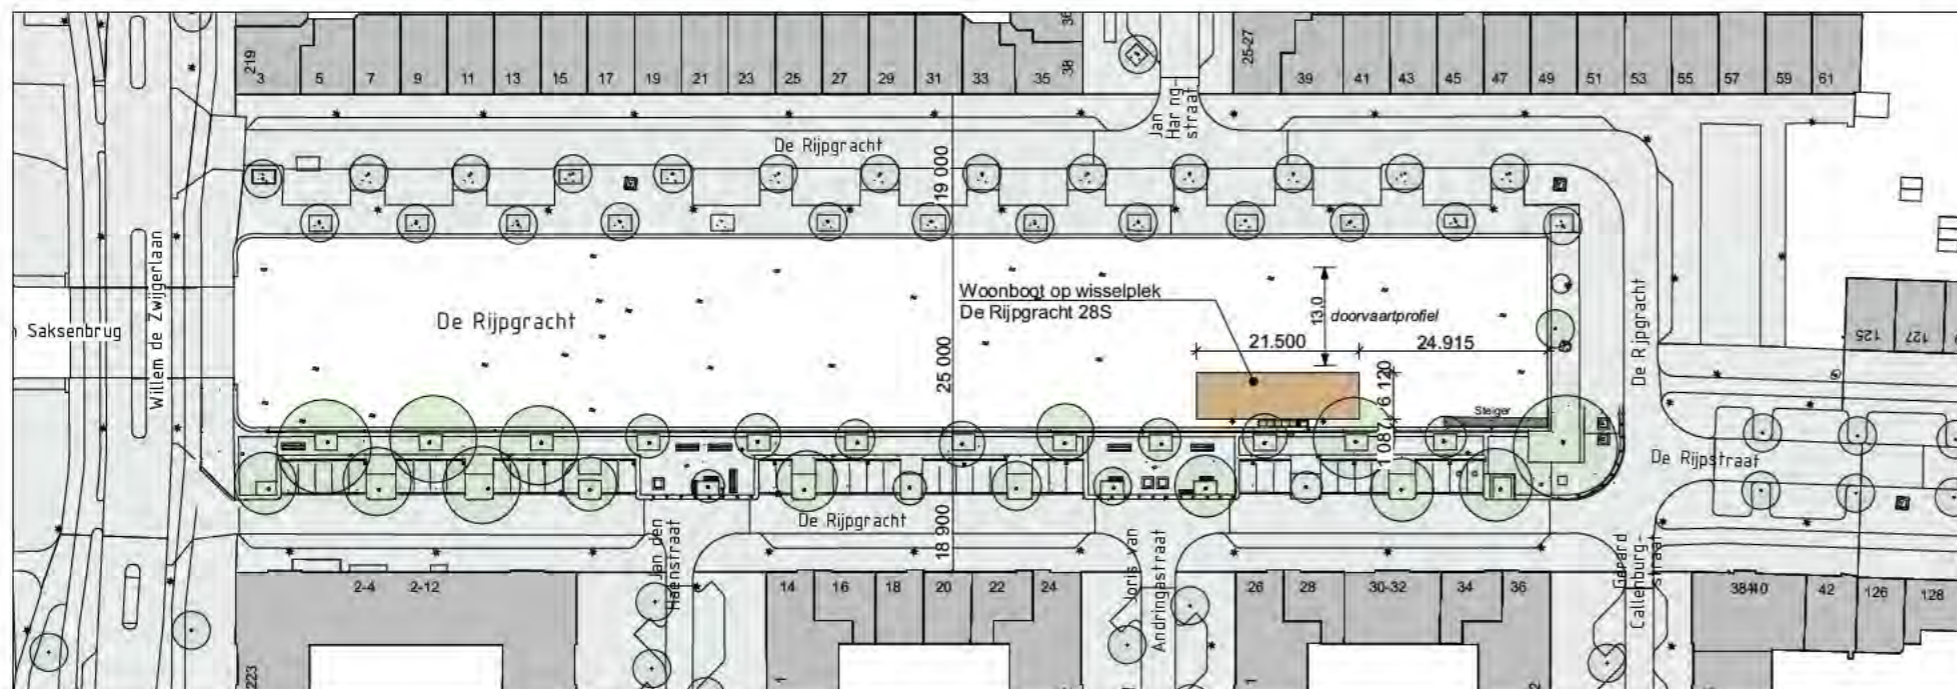 219
3 5 7 9 11 13 15 17 19 21 23 25 27 29 31 33 35 38
25-27
39 41 43 45 47 49 51 53 55 57 59 61
De Rijpgracht
19 000
Jan
Har ng-
straat
Willem de Zwijgerlaan
Saksenbrug
De Rijpgracht
25 000
Woonboot op wisselplek
De Rijpgracht 28S
13.0
doorvaartprofiel
21.500
24.915
6 120
1 087
Steiger
De Rijpgracht
125 127
De Rijpstraat
De Rijpgracht
18 900
Jan den
Haenstraat
Joris van
Andringastraat
Gerard
Callenburg-
straat
2-4 2-12
14 16 18 20 22 24
26 28 30-32 34 36
42 126 128
223
1
1